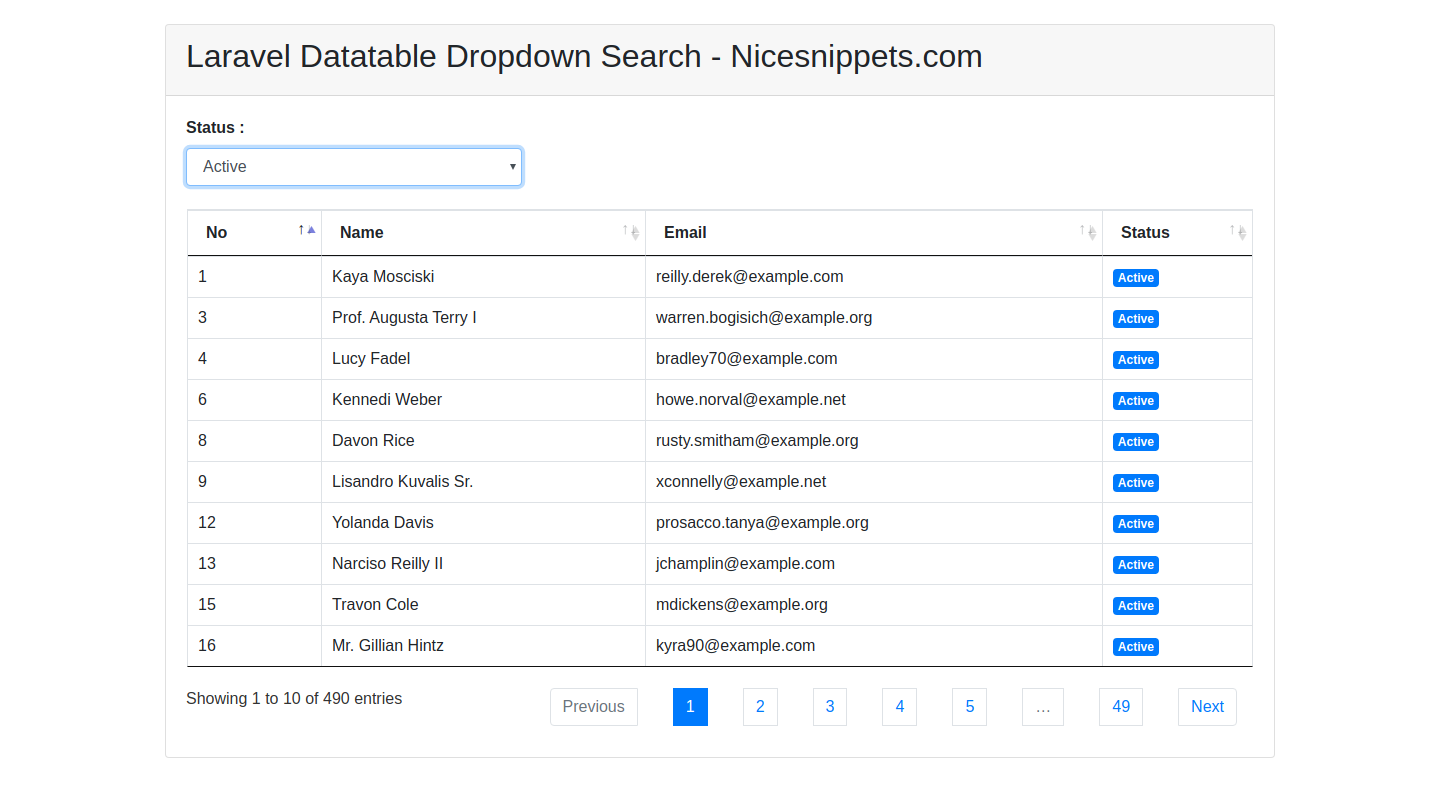 Laravel Datatable Dropdown Search - Nicesnippets.com
Status :
Active
No Name Email Status
1 Kaya Mosciski reilly.derek@example.com Active
3 Prof. Augusta Terry I warren.bogisich@example.org Active
4 Lucy Fadel bradley70@example.com Active
6 Kennedi Weber howe.norval@example.net Active
8 Davon Rice rusty.smitham@example.org Active
9 Lisandro Kuvalis Sr. xconnelly@example.net Active
12 Yolanda Davis prosacco.tanya@example.org Active
13 Narciso Reilly II jchamplin@example.com Active
15 Travon Cole mdickens@example.org Active
16 Mr. Gillian Hintz kyra90@example.com Active
Showing 1 to 10 of 490 entries Previous 1 2 3 4 5 … 49 Next